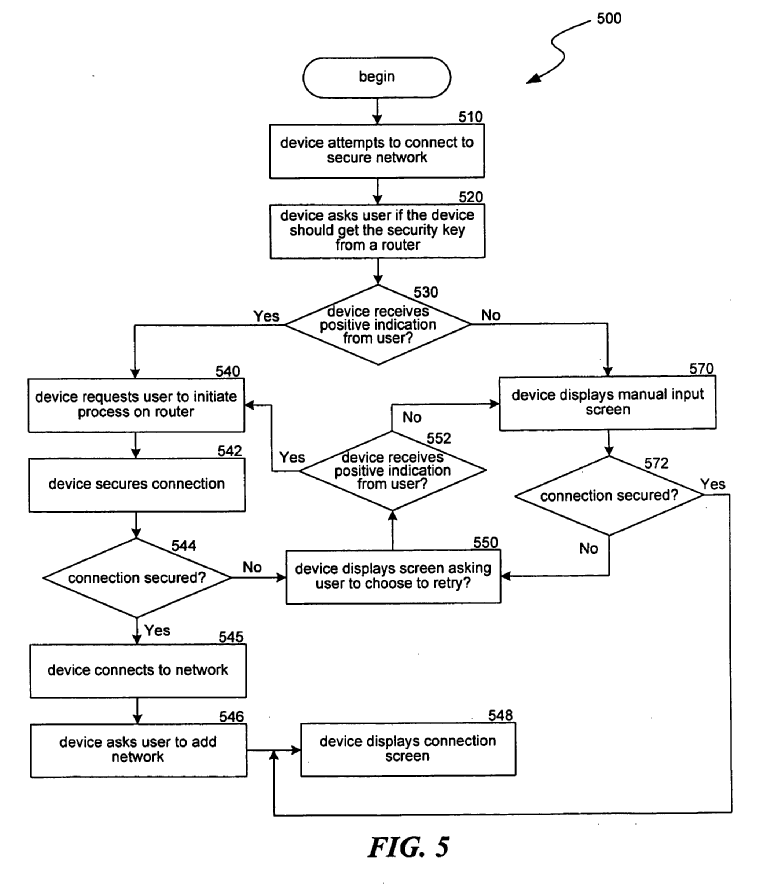 500
begin
510
device attempts to connect to
secure network
520
device asks user if the device
should get the security key
from a router
530
device receives
positive indication
from user?
Yes
No
540
device requests user to initiate
process on router
570
device displays manual input
screen
No
552
device receives
positive indication
from user?
Yes
542
device secures connection
572
connection secured?
Yes
No
544
connection secured?
No
Yes
550
device displays screen asking
user to choose to retry?
545
device connects to network
546
device asks user to add
network
548
device displays connection
screen
FIG. 5